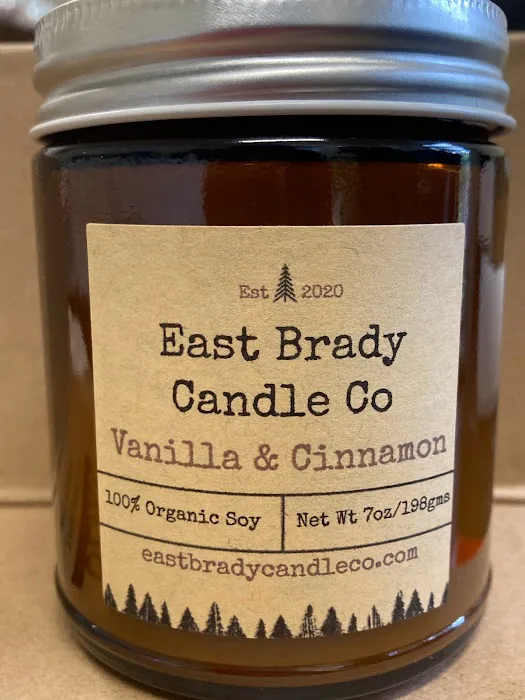 Est 2020
East Brady
Candle Co
Vanilla & Cinnamon
100% Organic Soy
Net Wt 7oz/198gms
eastbradycandleco.com